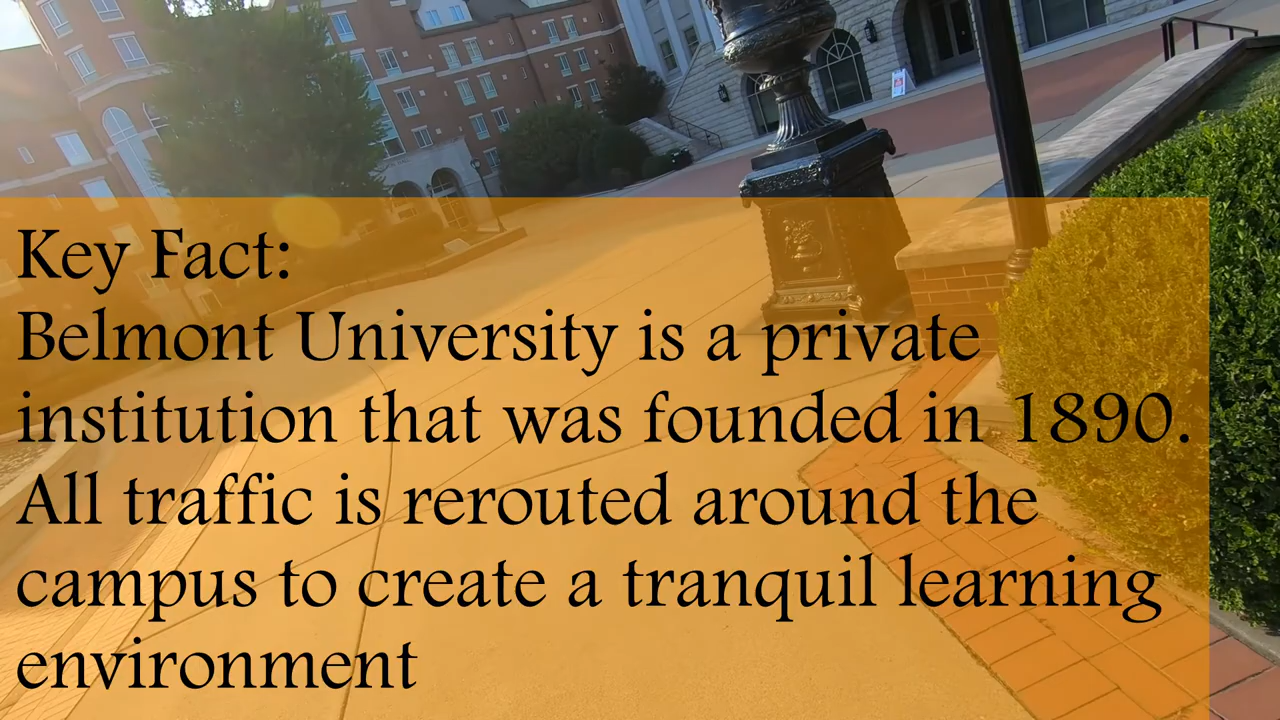 Key Fact:
Belmont University is a private
institution that was founded in 1890.
All traffic is rerouted around the
campus to create a tranquil learning
environment